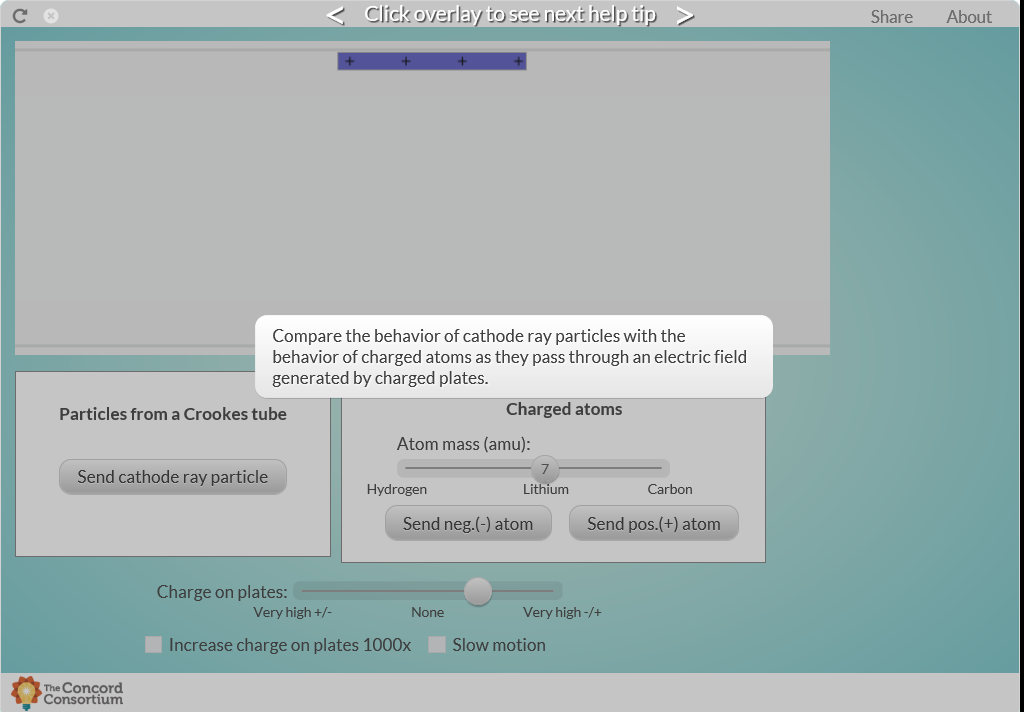 < Click overlay to see next help tip >
Share About
+ + + +
Compare the behavior of cathode ray particles with the
behavior of charged atoms as they pass through an electric field
generated by charged plates.
Particles from a Crookes tube
Send cathode ray particle
Charged atoms
Atom mass (amu):
7
Hydrogen Lithium Carbon
Send neg.(-) atom Send pos.(+) atom
Charge on plates:
Very high +/- None Very high -/+
Increase charge on plates 1000x Slow motion
The Concord
Consortium